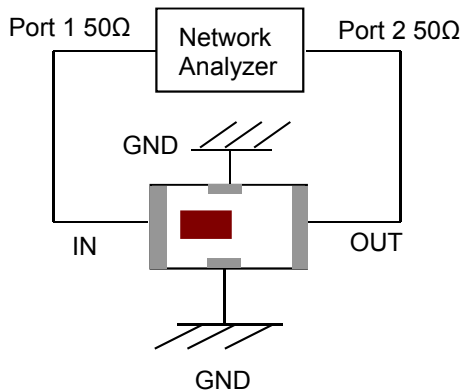 Port 1 50Ω
Network
Analyzer
Port 2 50Ω
GND
IN
OUT
GND